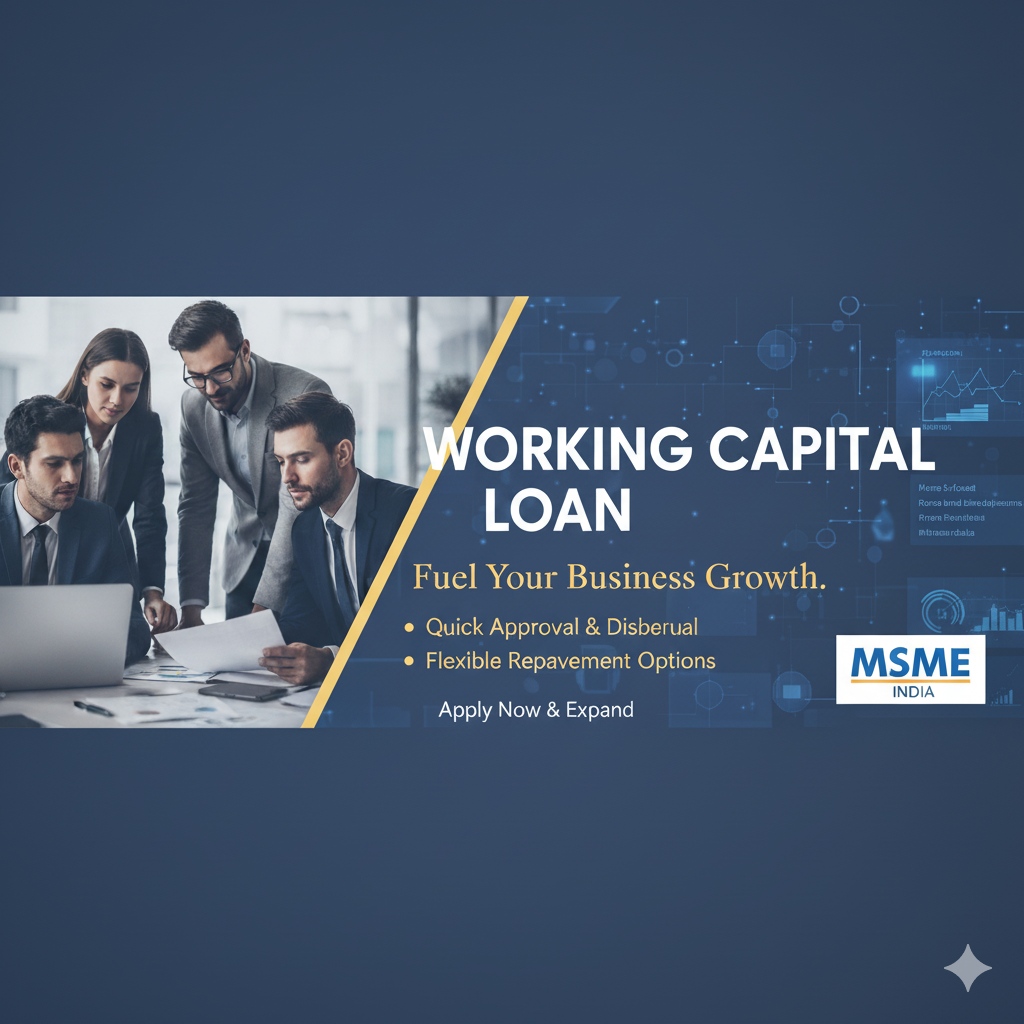 WORKING CAPITAL
LOAN
Fuel Your Business Growth.
• Quick Approval & Disberual
• Flexible Repavement Options
Apply Now & Expand
MSME
INDIA